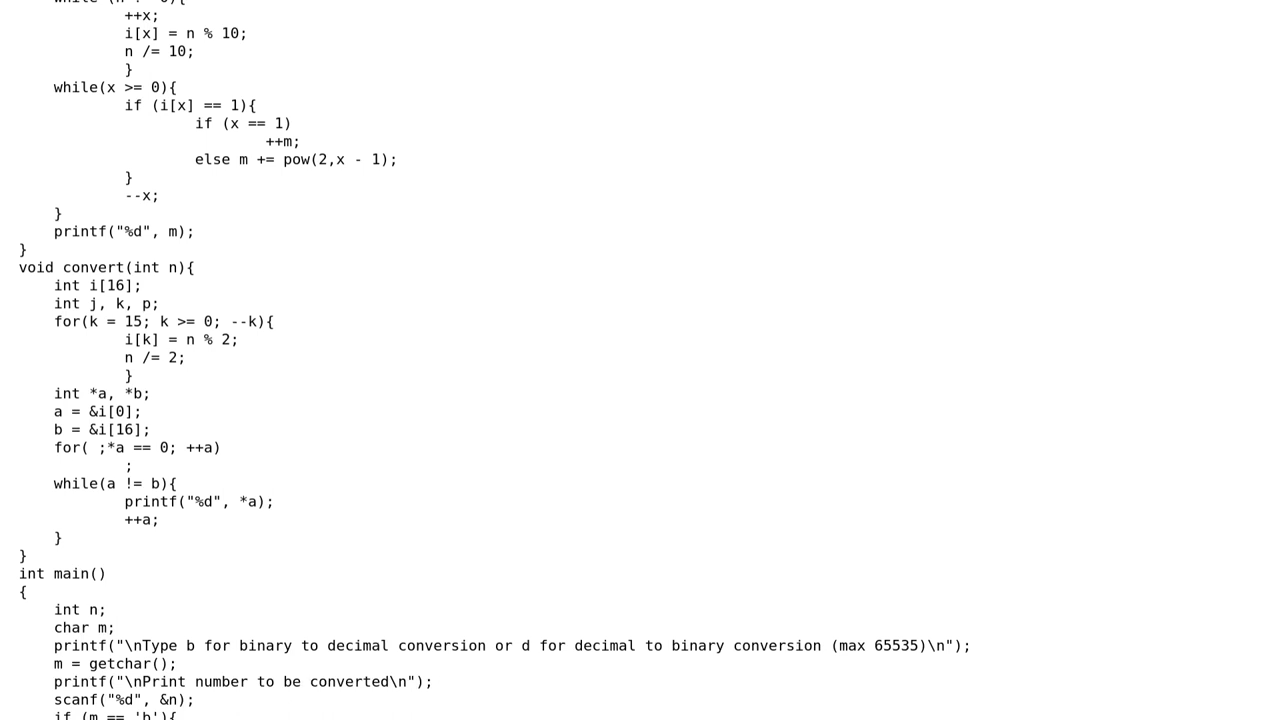 ++x;
i[x] = n % 10;
n /= 10;
}
while(x >= 0){
if (i[x] == 1){
if (x == 1)
++m;
else m += pow(2,x - 1);
}
--x;
}
printf("%d", m);
}
void convert(int n){
int i[16];
int j, k, p;
for(k = 15; k >= 0; --k){
i[k] = n % 2;
n /= 2;
}
int *a, *b;
a = &i[0];
b = &i[16];
for( ;*a == 0; ++a)
;
while(a != b){
printf("%d", *a);
++a;
}
}
int main()
{
int n;
char m;
printf("\nType b for binary to decimal conversion or d for decimal to binary conversion (max 65535)\n");
m = getchar();
printf("\nPrint number to be converted\n");
scanf("%d", &n);
if (m == 'b'){